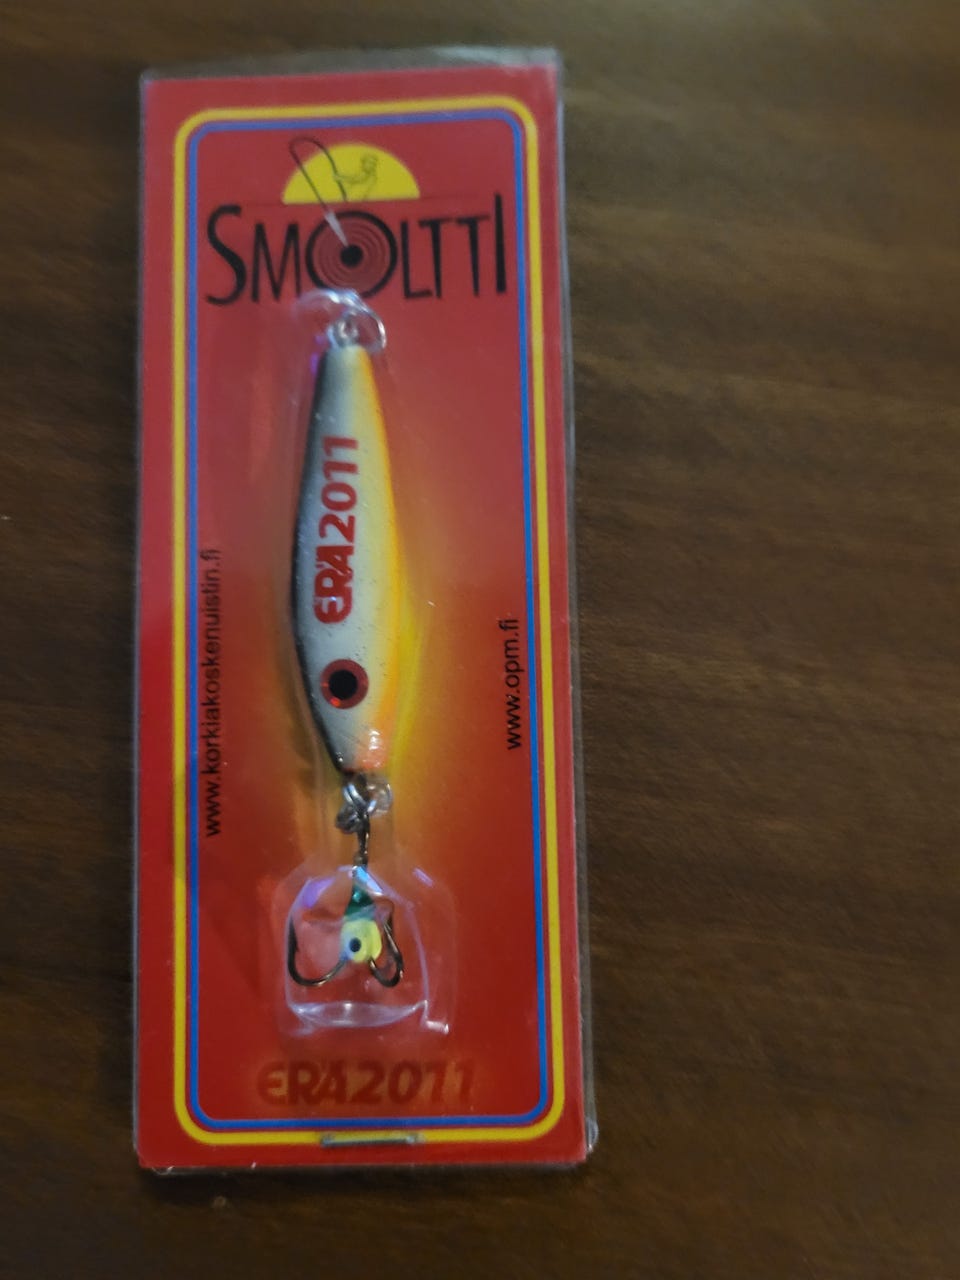 SMOLTTI
ERÄ2011
www.korkiakoskenuistin.fi
www.opm.fi
ERÄ2011